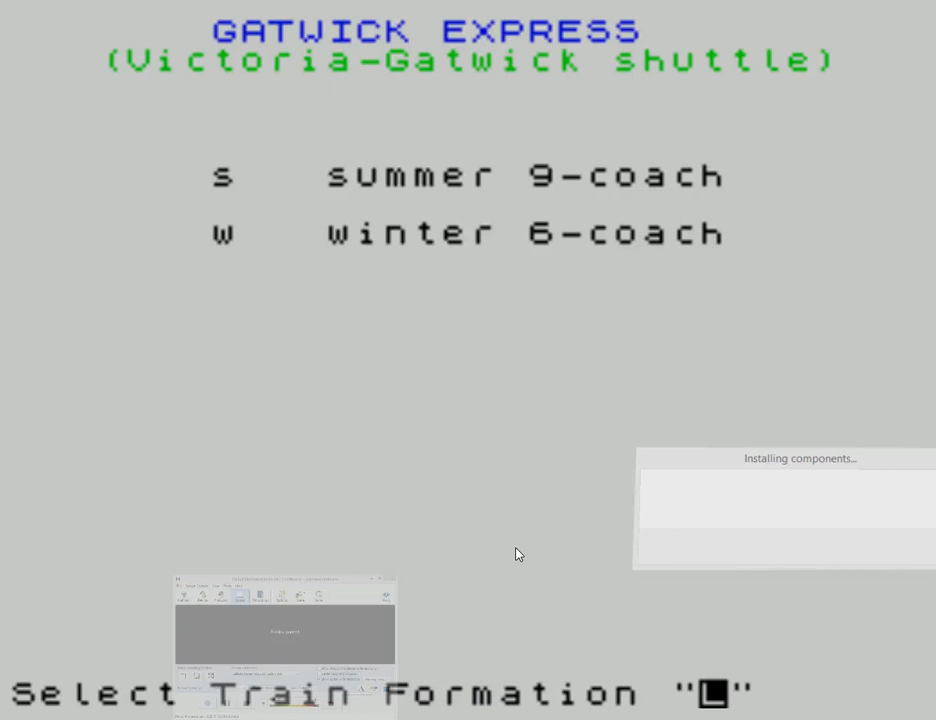 GATWICK EXPRESS
(Victoria-Gatwick shuttle)
s summer 9-coach
w winter 6-coach
Installing components...
Select Train Formation "L"